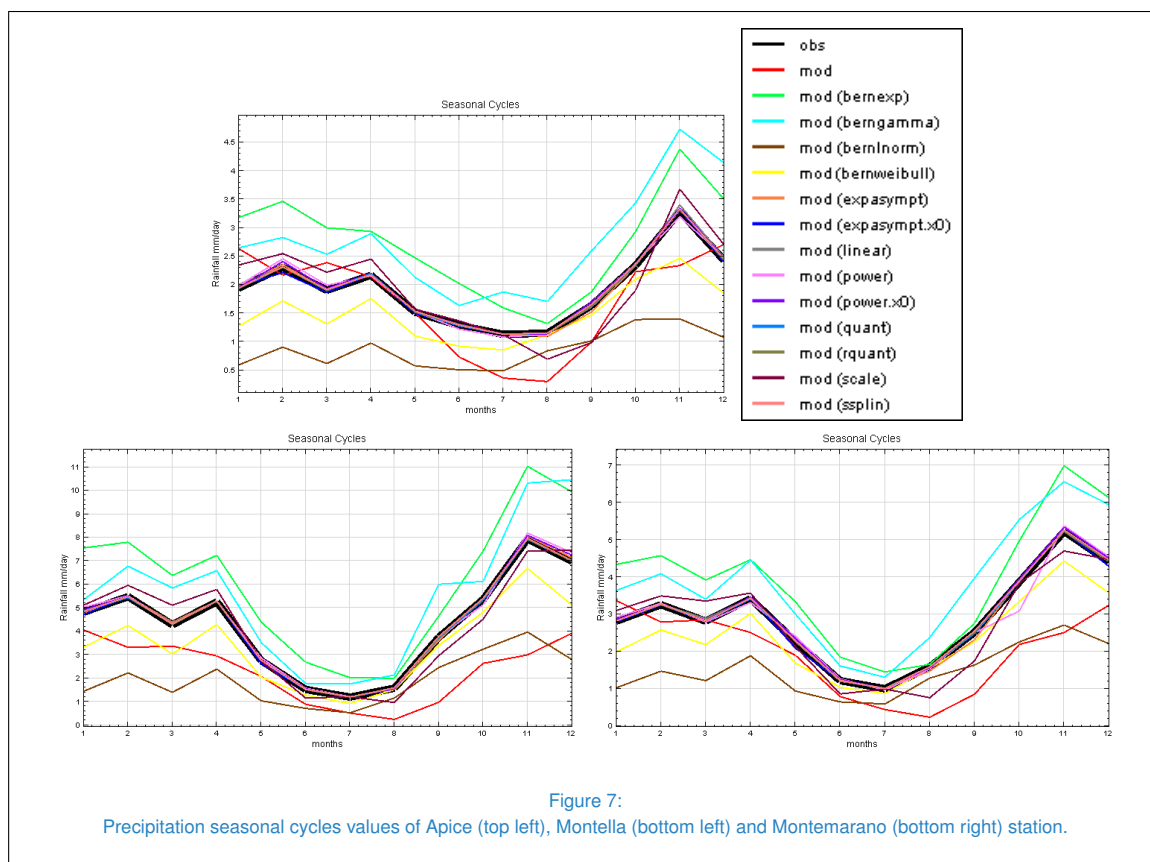 obs
mod
mod (bernexp)
mod (berngamma)
mod (bernlnorm)
mod (bernweibull)
mod (expasympt)
mod (expasympt.x0)
mod (linear)
mod (power)
mod (power.x0)
mod (quant)
mod (rquant)
mod (scale)
mod (ssplin)
Seasonal Cycles
Rainfall mm/day
4.5
4
3.5
3
2.5
2
1.5
1
0.5
1 2 3 4 5 6 7 8 9 10 11 12
months
Seasonal Cycles
Rainfall mm/day
11
10
9
8
7
6
5
4
3
2
1
0
1 2 3 4 5 6 7 8 9 10 11 12
months
Seasonal Cycles
Rainfall mm/day
7
6
5
4
3
2
1
0
1 2 3 4 5 6 7 8 9 10 11 12
months
Figure 7:
Precipitation seasonal cycles values of Apice (top left), Montella (bottom left) and Montemarano (bottom right) station.